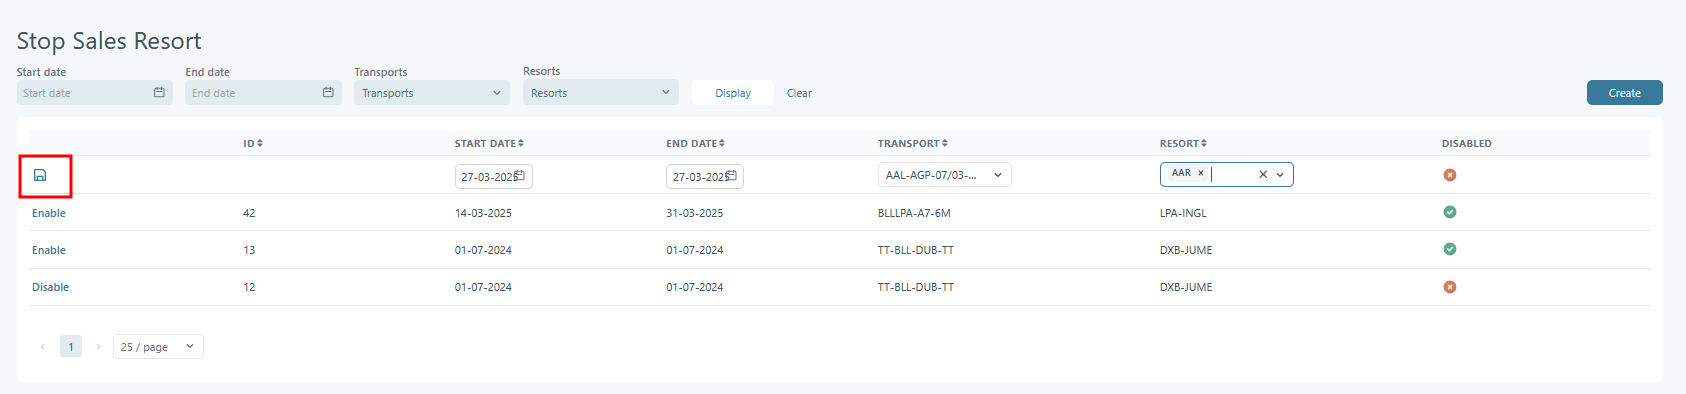 Stop Sales Resort
Start date End date Transports Resorts
Start date End date Transports Resorts Display Clear Create
ID START DATE END DATE TRANSPORT RESORT DISABLED
27-03-2025 27-03-2025 AAL-AGP-07/03-... AAR
Enable 42 14-03-2025 31-03-2025 BLLLPA-A7-6M LPA-INGL
Enable 13 01-07-2024 01-07-2024 TT-BLL-DUB-TT DXB-JUME
Disable 12 01-07-2024 01-07-2024 TT-BLL-DUB-TT DXB-JUME
1 25 / page